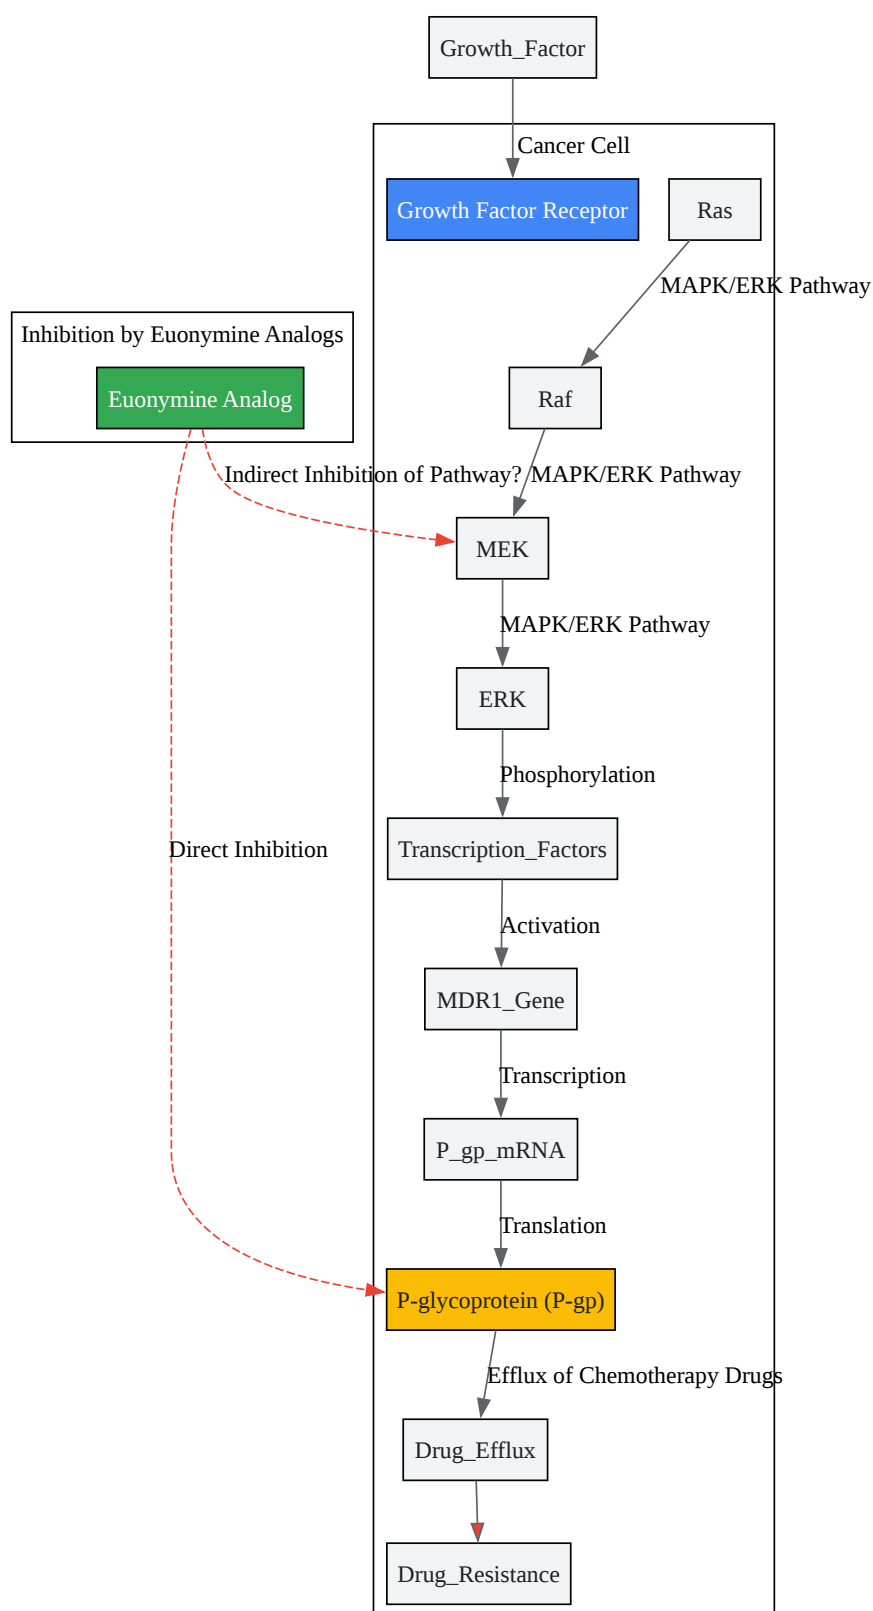 Growth_Factor
Cancer Cell
Growth Factor Receptor
Ras
MAPK/ERK Pathway
Inhibition by Euonymine Analogs
Euonymine Analog
Raf
Indirect Inhibition of Pathway?
MAPK/ERK Pathway
MEK
MAPK/ERK Pathway
ERK
Phosphorylation
Direct Inhibition
Transcription_Factors
Activation
MDR1_Gene
Transcription
P_gp_mRNA
Translation
P-glycoprotein (P-gp)
Efflux of Chemotherapy Drugs
Drug_Efflux
Drug_Resistance